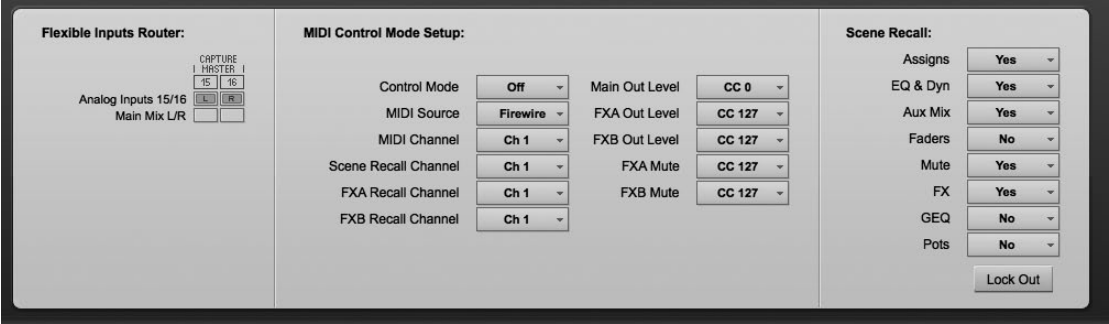 Flexible Inputs Router:
CAPTURE
MASTER
15 16
Analog Inputs 15/16 L R
Main Mix L/R
MIDI Control Mode Setup:
Control Mode Off
MIDI Source Firewire
MIDI Channel Ch 1
Scene Recall Channel Ch 1
FXA Recall Channel Ch 1
FXB Recall Channel Ch 1
Main Out Level CC 0
FXA Out Level CC 127
FXB Out Level CC 127
FXA Mute CC 127
FXB Mute CC 127
Scene Recall:
Assigns Yes
EQ & Dyn Yes
Aux Mix Yes
Faders No
Mute Yes
FX Yes
GEQ No
Pots No
Lock Out